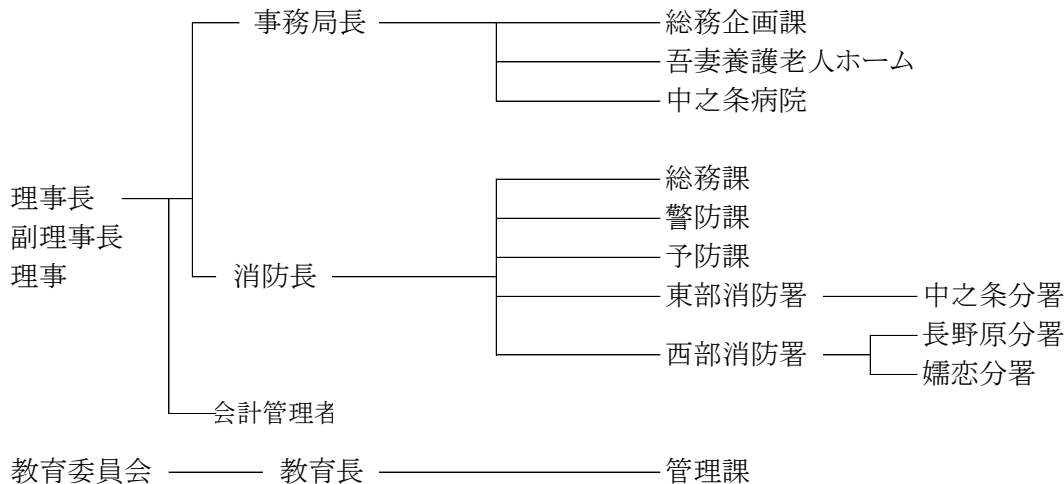 事務局長 総務企画課
吾妻養護老人ホーム
中之条病院
総務課
理事長
警防課
副理事長
予防課
理事 消防長
東部消防署 中之条分署
長野原分署
西部消防署
嬬恋分署
会計管理者
教育委員会 教育長 管理課